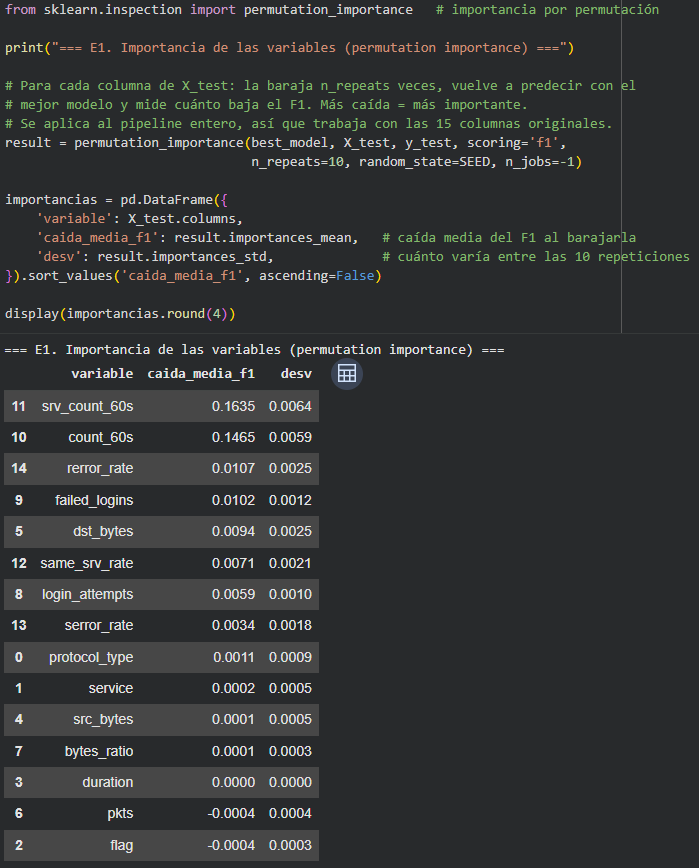 from sklearn.inspection import permutation_importance   # importancia por permutación
print("=== E1. Importancia de las variables (permutation importance) ===")
# Para cada columna de X_test: la baraja n_repeats veces, vuelve a predecir con el
# mejor modelo y mide cuánto baja el F1. Más caída = más importante.
# Se aplica al pipeline entero, así que trabaja con las 15 columnas originales.
result = permutation_importance(best_model, X_test, y_test, scoring='f1',
                                n_repeats=10, random_state=SEED, n_jobs=-1)
importancias = pd.DataFrame({
    'variable': X_test.columns,
    'caida_media_f1': result.importances_mean,   # caída media del F1 al barajarla
    'desv': result.importances_std,              # cuánto varía entre las 10 repeticiones
}).sort_values('caida_media_f1', ascending=False)
display(importancias.round(4))
=== E1. Importancia de las variables (permutation importance) ===
variable caida_media_f1 desv
11 srv_count_60s 0.1635 0.0064
10 count_60s 0.1465 0.0059
14 rerror_rate 0.0107 0.0025
9 failed_logins 0.0102 0.0012
5 dst_bytes 0.0094 0.0025
12 same_srv_rate 0.0071 0.0021
8 login_attempts 0.0059 0.0010
13 serror_rate 0.0034 0.0018
0 protocol_type 0.0011 0.0009
1 service 0.0002 0.0005
4 src_bytes 0.0001 0.0005
7 bytes_ratio 0.0001 0.0003
3 duration 0.0000 0.0000
6 pkts -0.0004 0.0004
2 flag -0.0004 0.0003